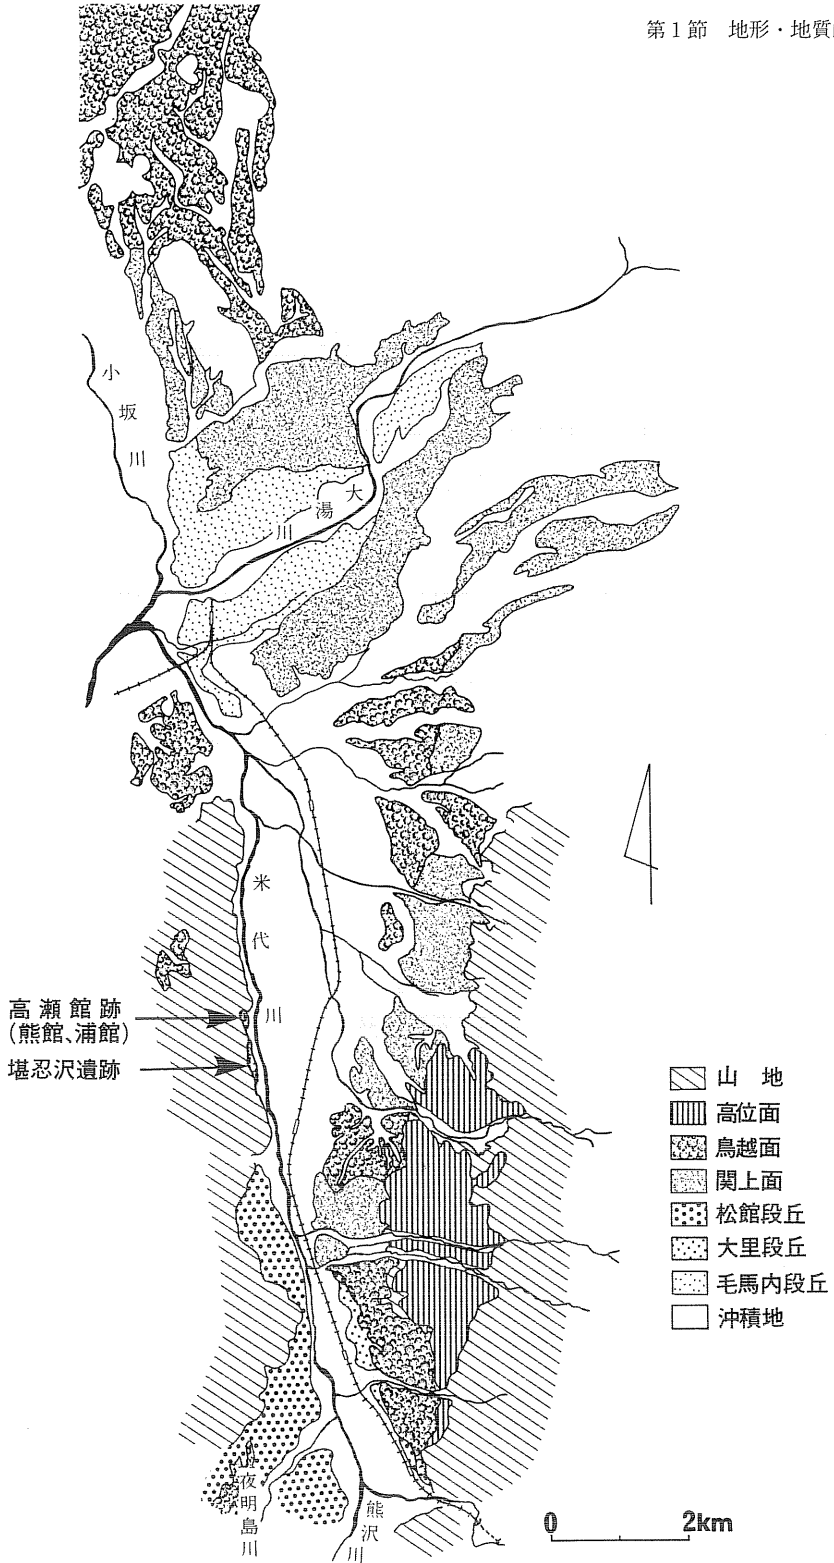 第1節　地形・地質
小坂川
大湯川
米代川
高瀬館跡
(熊館、浦館)
堪忍沢遺跡
山　地
高位面
鳥越面
関上面
松館段丘
大里段丘
毛馬内段丘
沖積地
夜明島川
熊沢川
0　2km